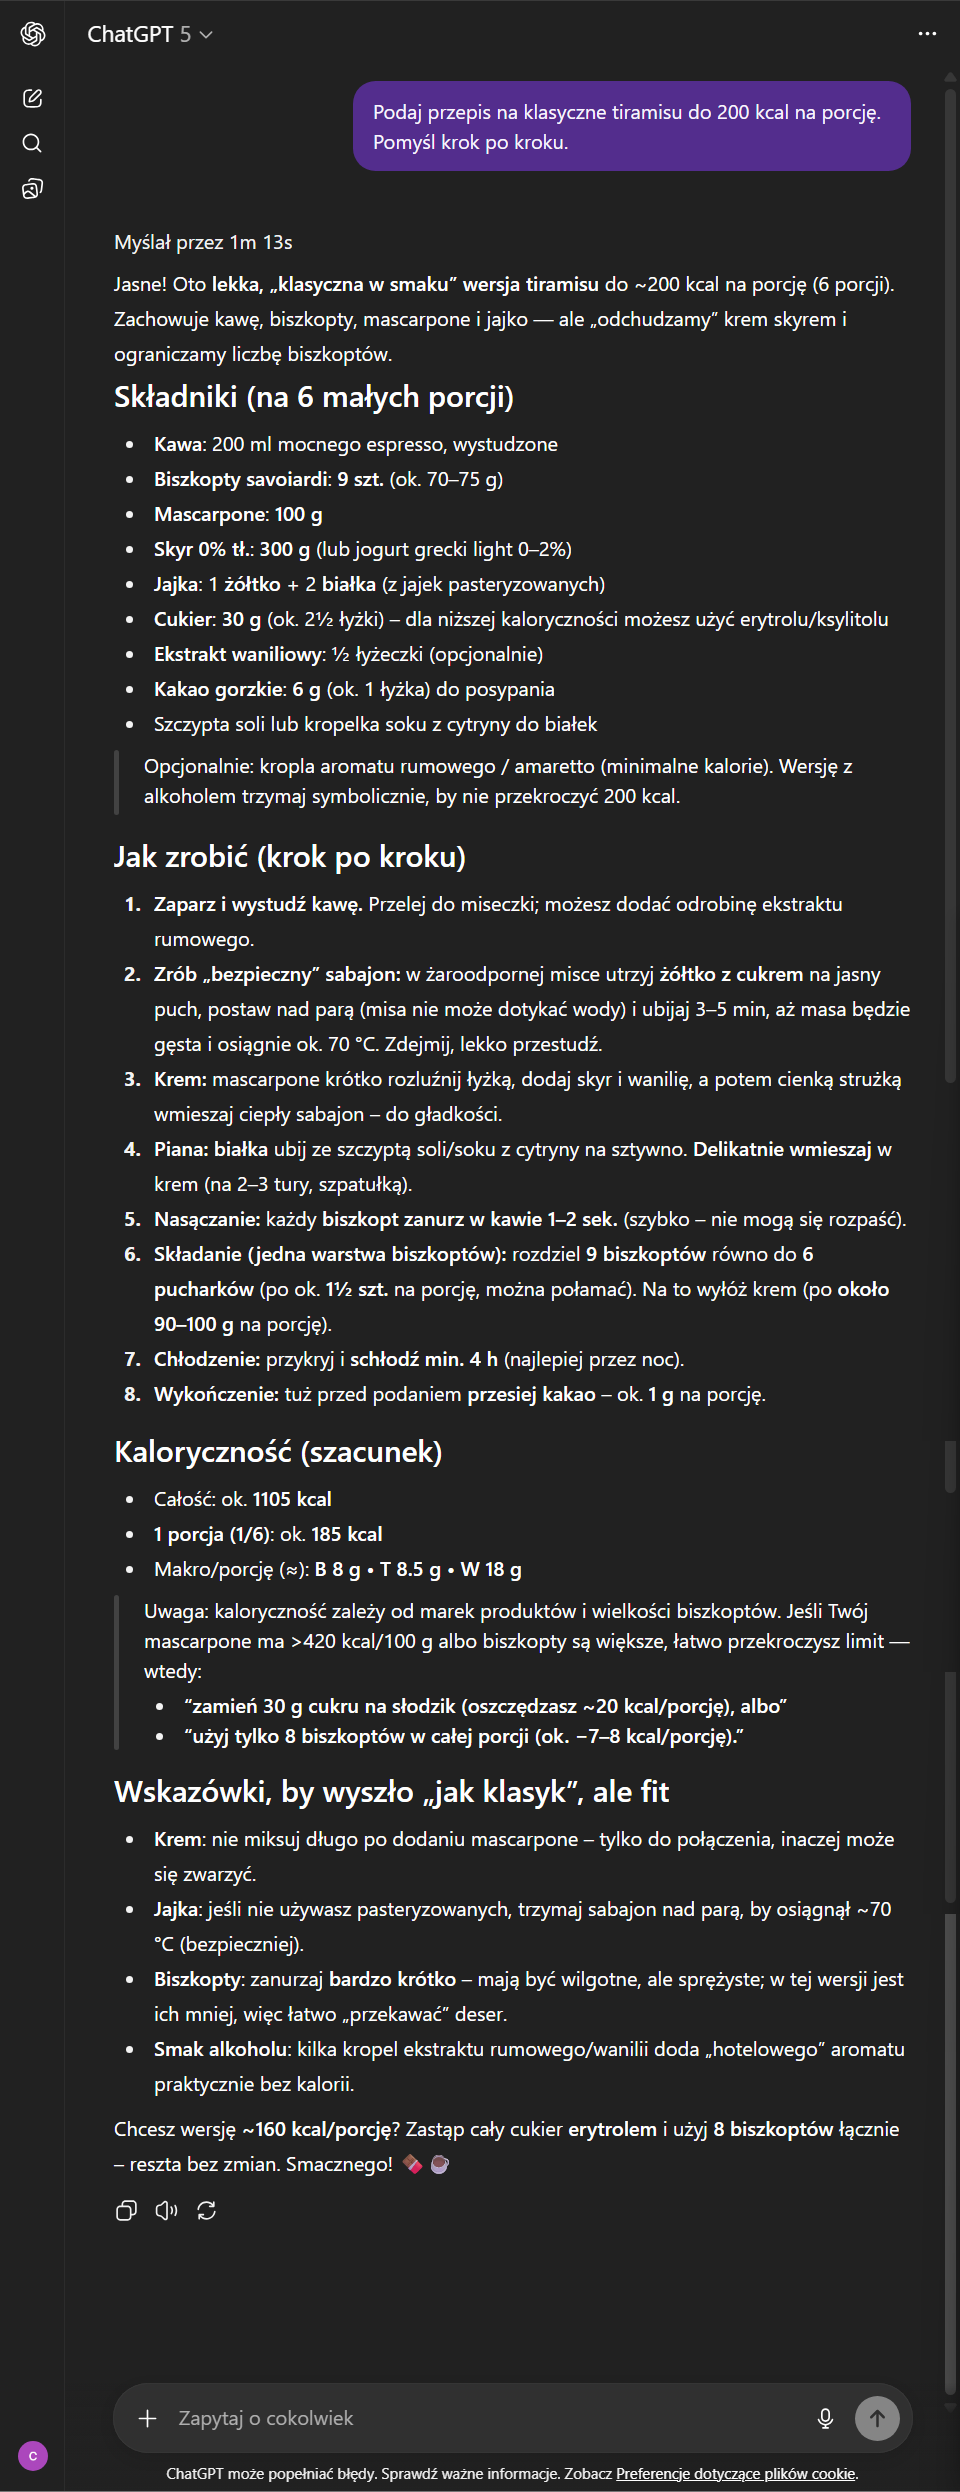 ChatGPT 5
Podaj przepis na klasyczne tiramisu do 200 kcal na porcję.
Pomyśl krok po kroku.
Myślał przez 1m 13s
Jasne! Oto lekka, „klasyczna w smaku” wersja tiramisu do ~200 kcal na porcję (6 porcji).
Zachowuje kawę, biszkopty, mascarpone i jajko — ale „odchudzamy” krem skyrem i
ograniczamy liczbę biszkoptów.
Składniki (na 6 małych porcji)
• Kawa: 200 ml mocnego espresso, wystudzone
• Biszkopty savoiardi: 9 szt. (ok. 70–75 g)
• Mascarpone: 100 g
• Skyr 0% tł.: 300 g (lub jogurt grecki light 0–2%)
• Jajka: 1 żółtko + 2 białka (z jajek pasteryzowanych)
• Cukier: 30 g (ok. 2½ łyżki) – dla niższej kaloryczności możesz użyć erytrolu/ksylitolu
• Ekstrakt waniliowy: ½ łyżeczki (opcjonalnie)
• Kakao gorzkie: 6 g (ok. 1 łyżka) do posypania
• Szczypta soli lub kropelka soku z cytryny do białek
Opcjonalnie: kropla aromatu rumowego / amaretto (minimalne kalorie). Wersję z
alkoholem trzymaj symbolicznie, by nie przekroczyć 200 kcal.
Jak zrobić (krok po kroku)
1. Zaparz i wystudź kawę. Przelej do miseczki; możesz dodać odrobinę ekstraktu
rumowego.
2. Zrób „bezpieczny” sabajon: w żaroodpornej misce utrzyj żółtko z cukrem na jasny
puch, postaw nad parą (misa nie może dotykać wody) i ubijaj 3–5 min, aż masa będzie
gęsta i osiągnie ok. 70 °C. Zdejmij, lekko przestudź.
3. Krem: mascarpone krótko rozluźnij łyżką, dodaj skyr i wanilię, a potem cienką strużką
wmieszaj ciepły sabajon – do gładkości.
4. Piana: białka ubij ze szczyptą soli/soku z cytryny na sztywno. Delikatnie wmieszaj w
krem (na 2–3 tury, szpatułką).
5. Nasączanie: każdy biszkopt zanurz w kawie 1–2 sek. (szybko – nie mogą się rozpaść).
6. Składanie (jedna warstwa biszkoptów): rozdziel 9 biszkoptów równo do 6
pucharków (po ok. 1½ szt. na porcję, można połamać). Na to wyłóż krem (po około
90–100 g na porcję).
7. Chłodzenie: przykryj i schłodź min. 4 h (najlepiej przez noc).
8. Wykończenie: tuż przed podaniem przesiej kakao – ok. 1 g na porcję.
Kaloryczność (szacunek)
• Całość: ok. 1105 kcal
• 1 porcja (1/6): ok. 185 kcal
• Makro/porcję (≈): B 8 g • T 8.5 g • W 18 g
Uwaga: kaloryczność zależy od marek produktów i wielkości biszkoptów. Jeśli Twój
mascarpone ma >420 kcal/100 g albo biszkopty są większe, łatwo przekroczysz limit —
wtedy:
• “zamień 30 g cukru na słodzik (oszczędzasz ~20 kcal/porcję), albo”
• “użyj tylko 8 biszkoptów w całej porcji (ok. −7–8 kcal/porcję).”
Wskazówki, by wyszło „jak klasyk”, ale fit
• Krem: nie miksuj długo po dodaniu mascarpone – tylko do połączenia, inaczej może
się zwarzyć.
• Jajka: jeśli nie używasz pasteryzowanych, trzymaj sabajon nad parą, by osiągnął ~70
°C (bezpieczniej).
• Biszkopty: zanurzaj bardzo krótko – mają być wilgotne, ale sprężyste; w tej wersji jest
ich mniej, więc łatwo „przekawać” deser.
• Smak alkoholu: kilka kropel ekstraktu rumowego/wanilii doda „hotelowego” aromatu
praktycznie bez kalorii.
Chcesz wersję ~160 kcal/porcję? Zastąp cały cukier erytrolem i użyj 8 biszkoptów łącznie
– reszta bez zmian. Smacznego! 🍫☕
Zapytaj o cokolwiek
C
ChatGPT może popełniać błędy. Sprawdź ważne informacje. Zobacz Preferencje dotyczące plików cookie.